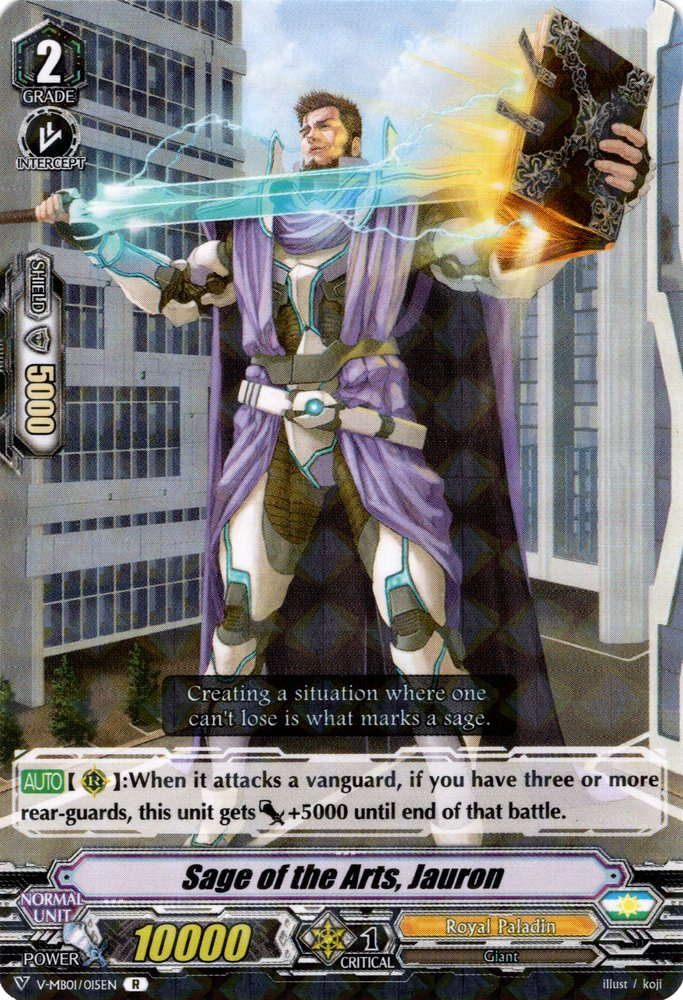 2
GRADE
INTERCEPT
SHIELD
5000
Creating a situation where one
can't lose is what marks a sage.
AUTO【 R 】:When it attacks a vanguard, if you have three or more
rear-guards, this unit gets +5000 until end of that battle.
Sage of the Arts, Jauron
NORMAL
UNIT
POWER
10000
1
CRITICAL
Royal Paladin
Giant
V-MB01/015EN R
illust / koji